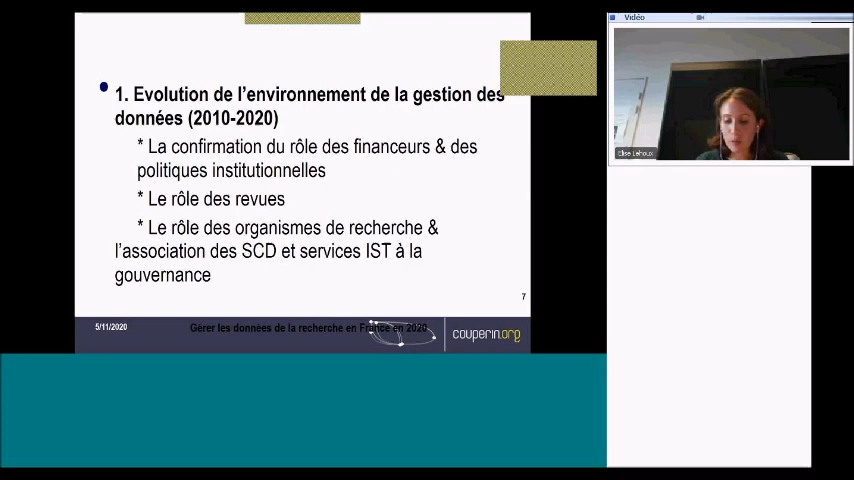 Vidéo
1. Evolution de l'environnement de la gestion des
données (2010-2020)
* La confirmation du rôle des financeurs & des
politiques institutionnelles
* Le rôle des revues
* Le rôle des organismes de recherche &
l'association des SCD et services IST à la
gouvernance
Elise Lehoux
7
5/11/2020
Gérer les données de la recherche en France en 2020
couperin.org